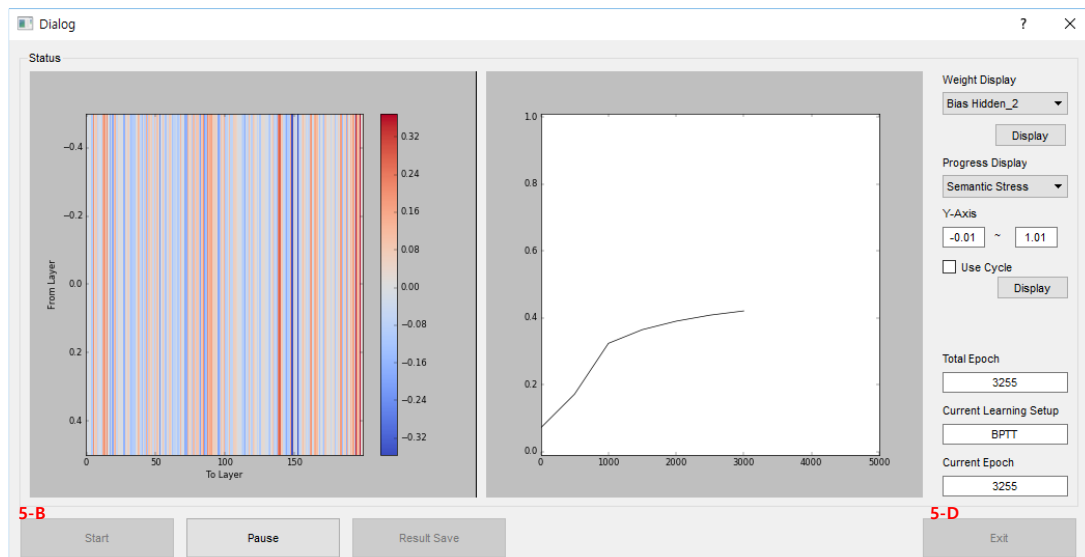 Dialog
?
Status
−0.4
−0.2
0.0
0.2
0.4
From Layer
0
50
100
150
To Layer
0.32
0.24
0.16
0.08
0.00
−0.08
−0.16
−0.24
−0.32
1.0
0.8
0.6
0.4
0.2
0.0
0
1000
2000
3000
4000
5000
Weight Display
Bias Hidden_2
Display
Progress Display
Semantic Stress
Y-Axis
-0.01 ~ 1.01
Use Cycle
Display
Total Epoch
3255
Current Learning Setup
BPTT
Current Epoch
3255
5-B
Start
Pause
Result Save
5-D
Exit